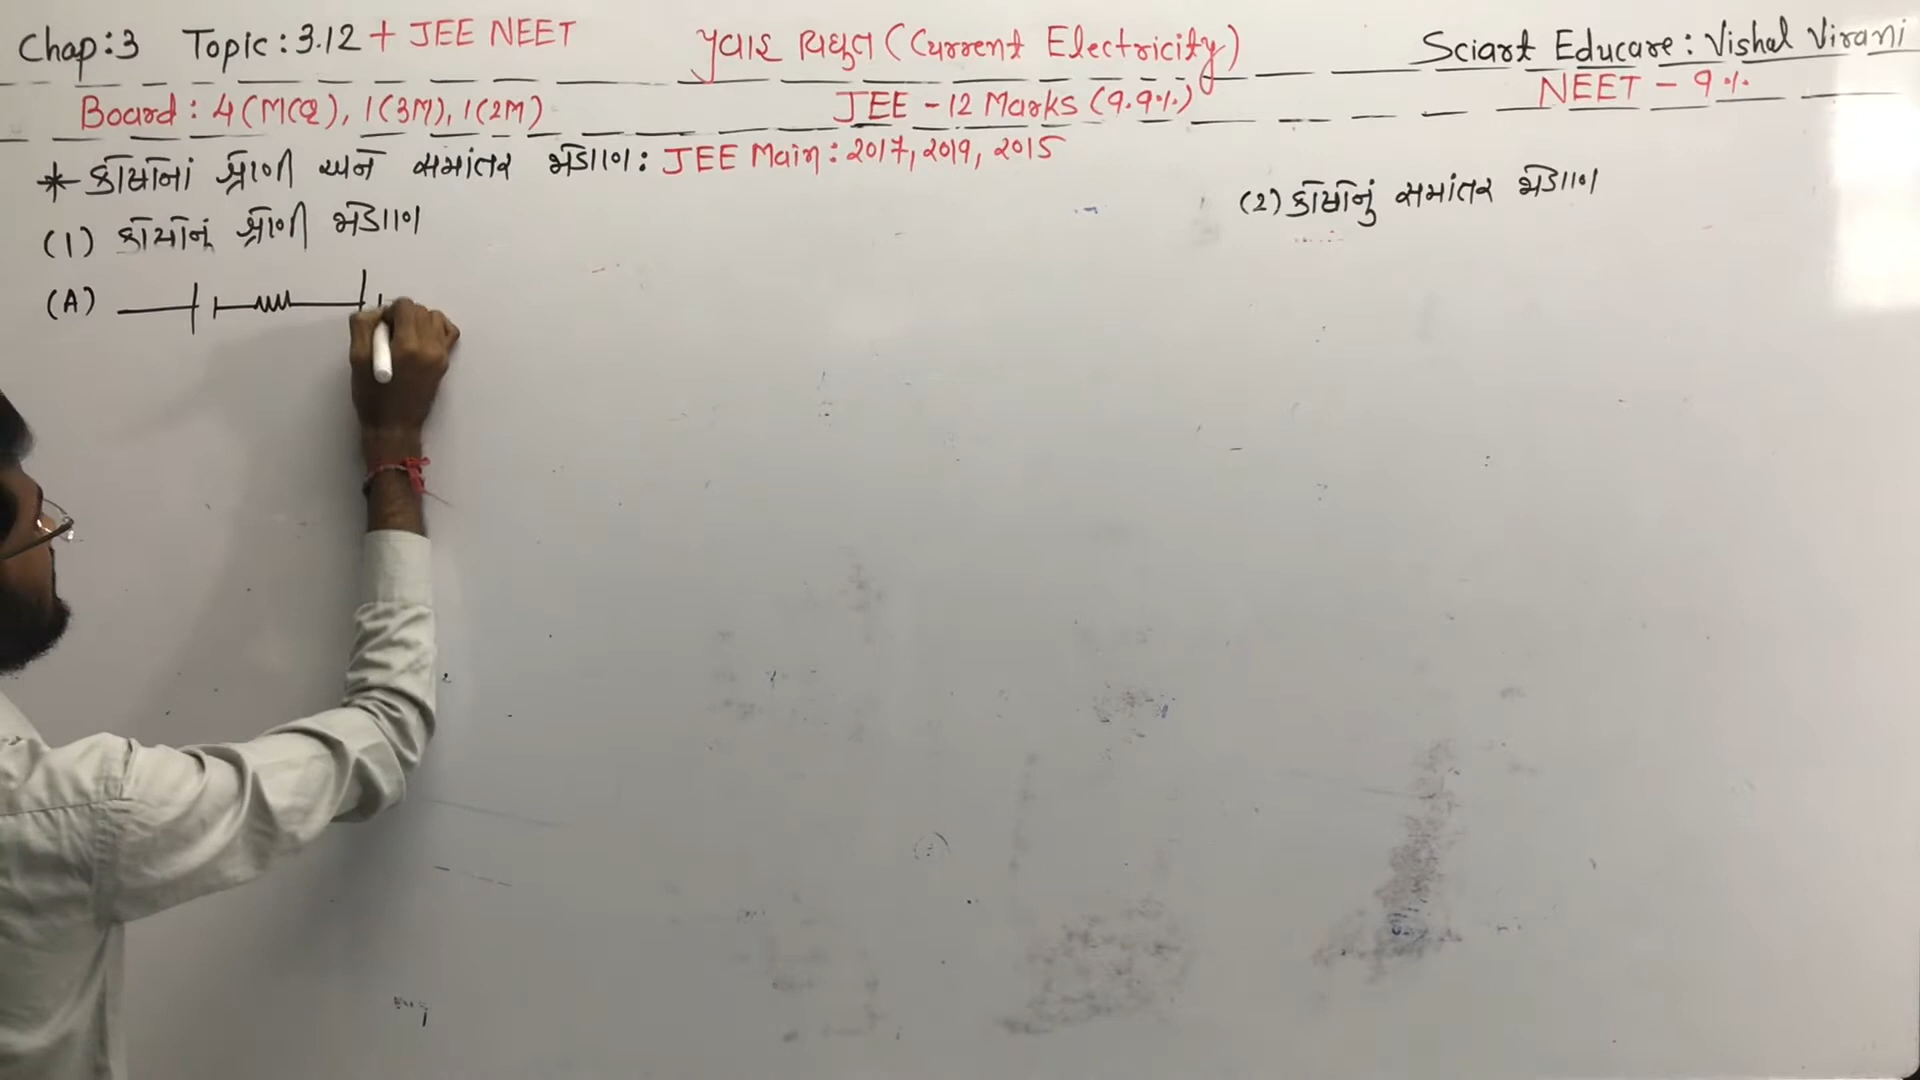 Chap:3 Topic:3.12 + JEE NEET પ્રવાહ વિદ્યુત (Current Electricity) Sciart Educare: Vishal Virani
Board: 4(MCQ), 1(3M), 1(2M) JEE - 12 Marks (9.9%) NEET - 9%
* કોષોનાં શ્રેણી અને સમાંતર જોડાણ: JEE Main: 2017, 2019, 2015
(1) કોષોનું શ્રેણી જોડાણ
(2) કોષોનું સમાંતર જોડાણ
(A)